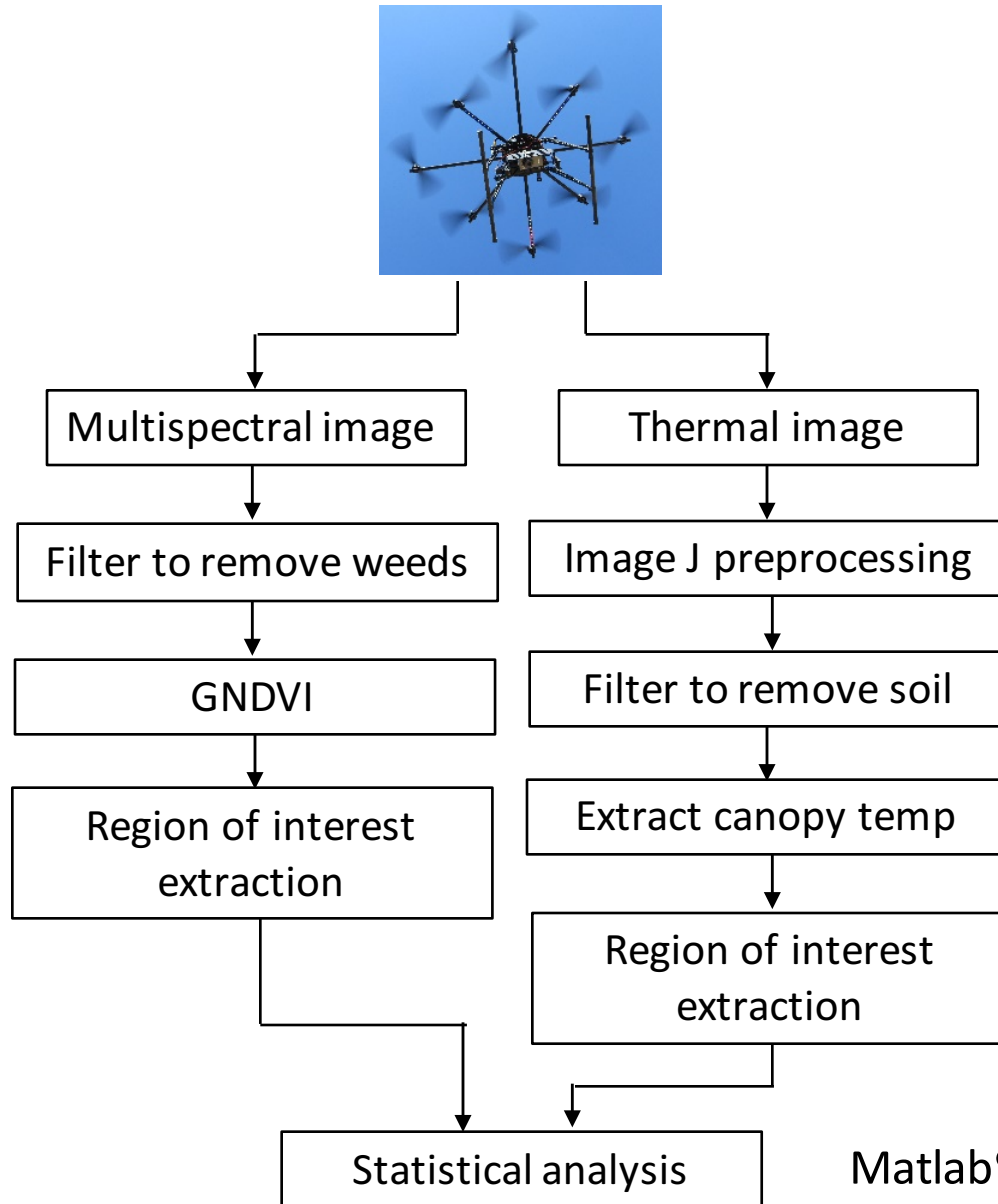 Multispectral image
Thermal image
Filter to remove weeds
Image J preprocessing
GNDVI
Filter to remove soil
Region of interest
extraction
Extract canopy temp
Region of interest
extraction
Statistical analysis
Matlab